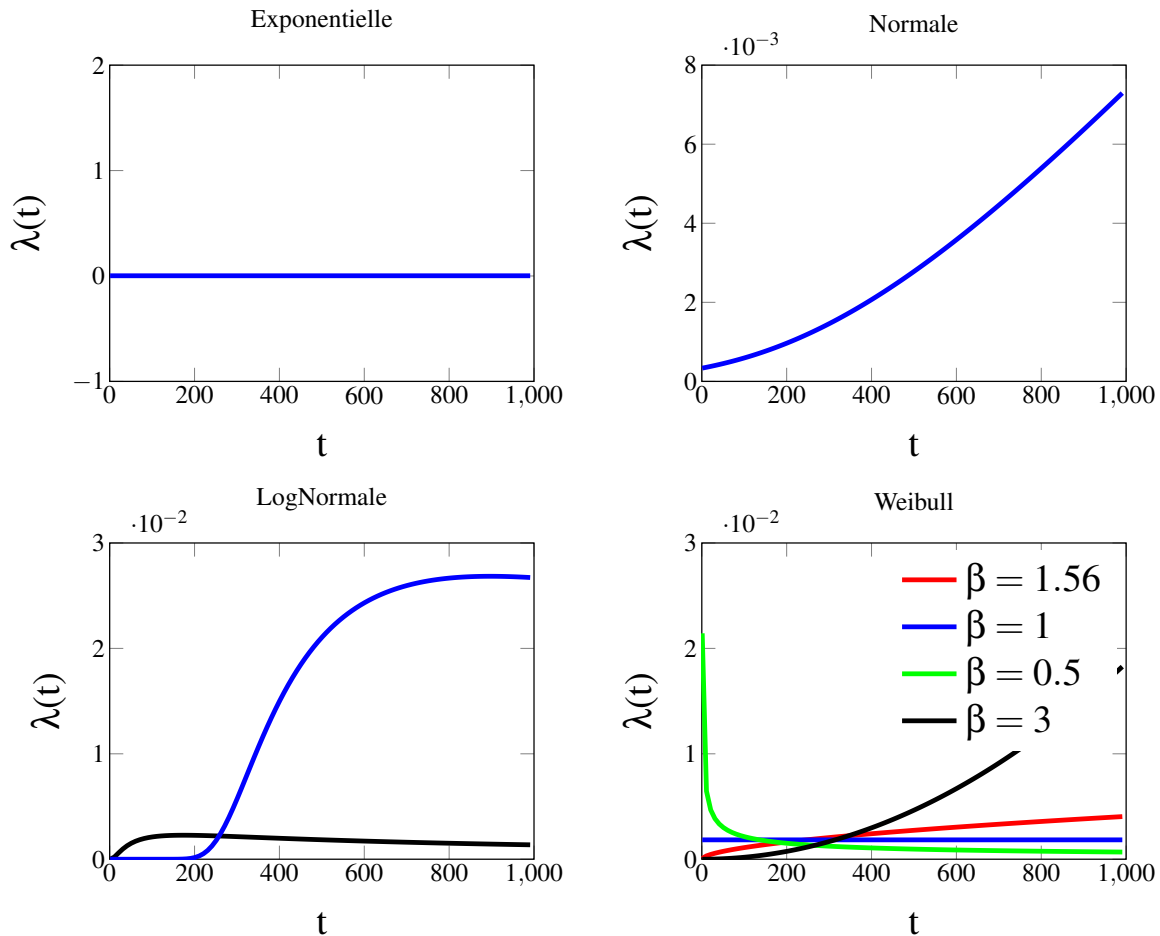 Exponentielle
2
1
0
−1
0
200
400
600
800
1,000
λ(t)
t
Normale
·10−3
8
6
4
2
0
0
200
400
600
800
1,000
λ(t)
t
LogNormale
·10−2
3
2
1
0
0
200
400
600
800
1,000
λ(t)
t
Weibull
·10−2
3
2
1
0
0
200
400
600
800
1,000
λ(t)
t
β = 1.56
β = 1
β = 0.5
β = 3